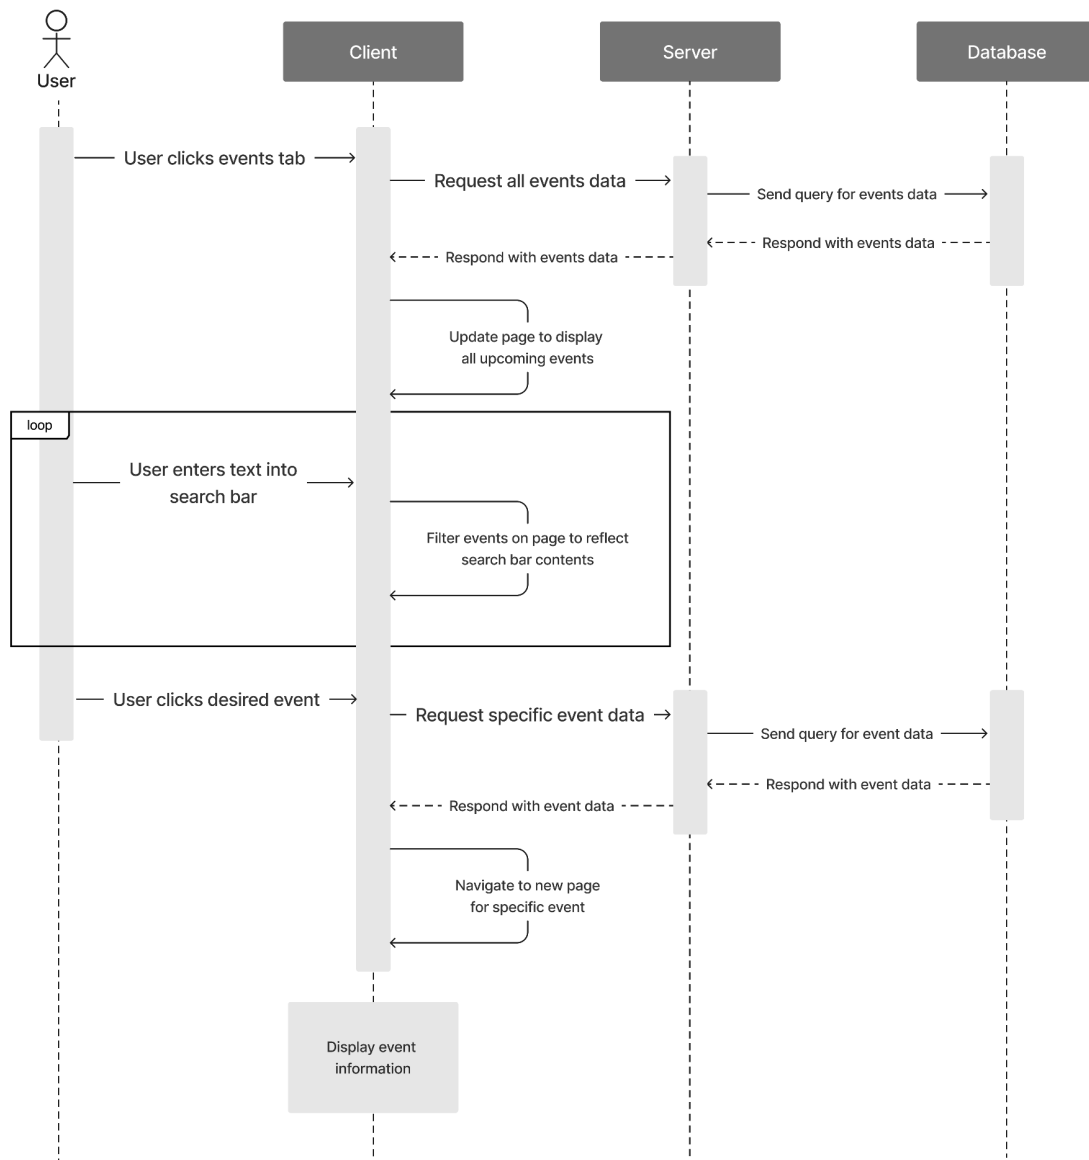 User
Client
Server
Database
User clicks events tab
Request all events data
Send query for events data
Respond with events data
Respond with events data
Update page to display
all upcoming events
loop
User enters text into
search bar
Filter events on page to reflect
search bar contents
User clicks desired event
Request specific event data
Send query for event data
Respond with event data
Respond with event data
Navigate to new page
for specific event
Display event
information